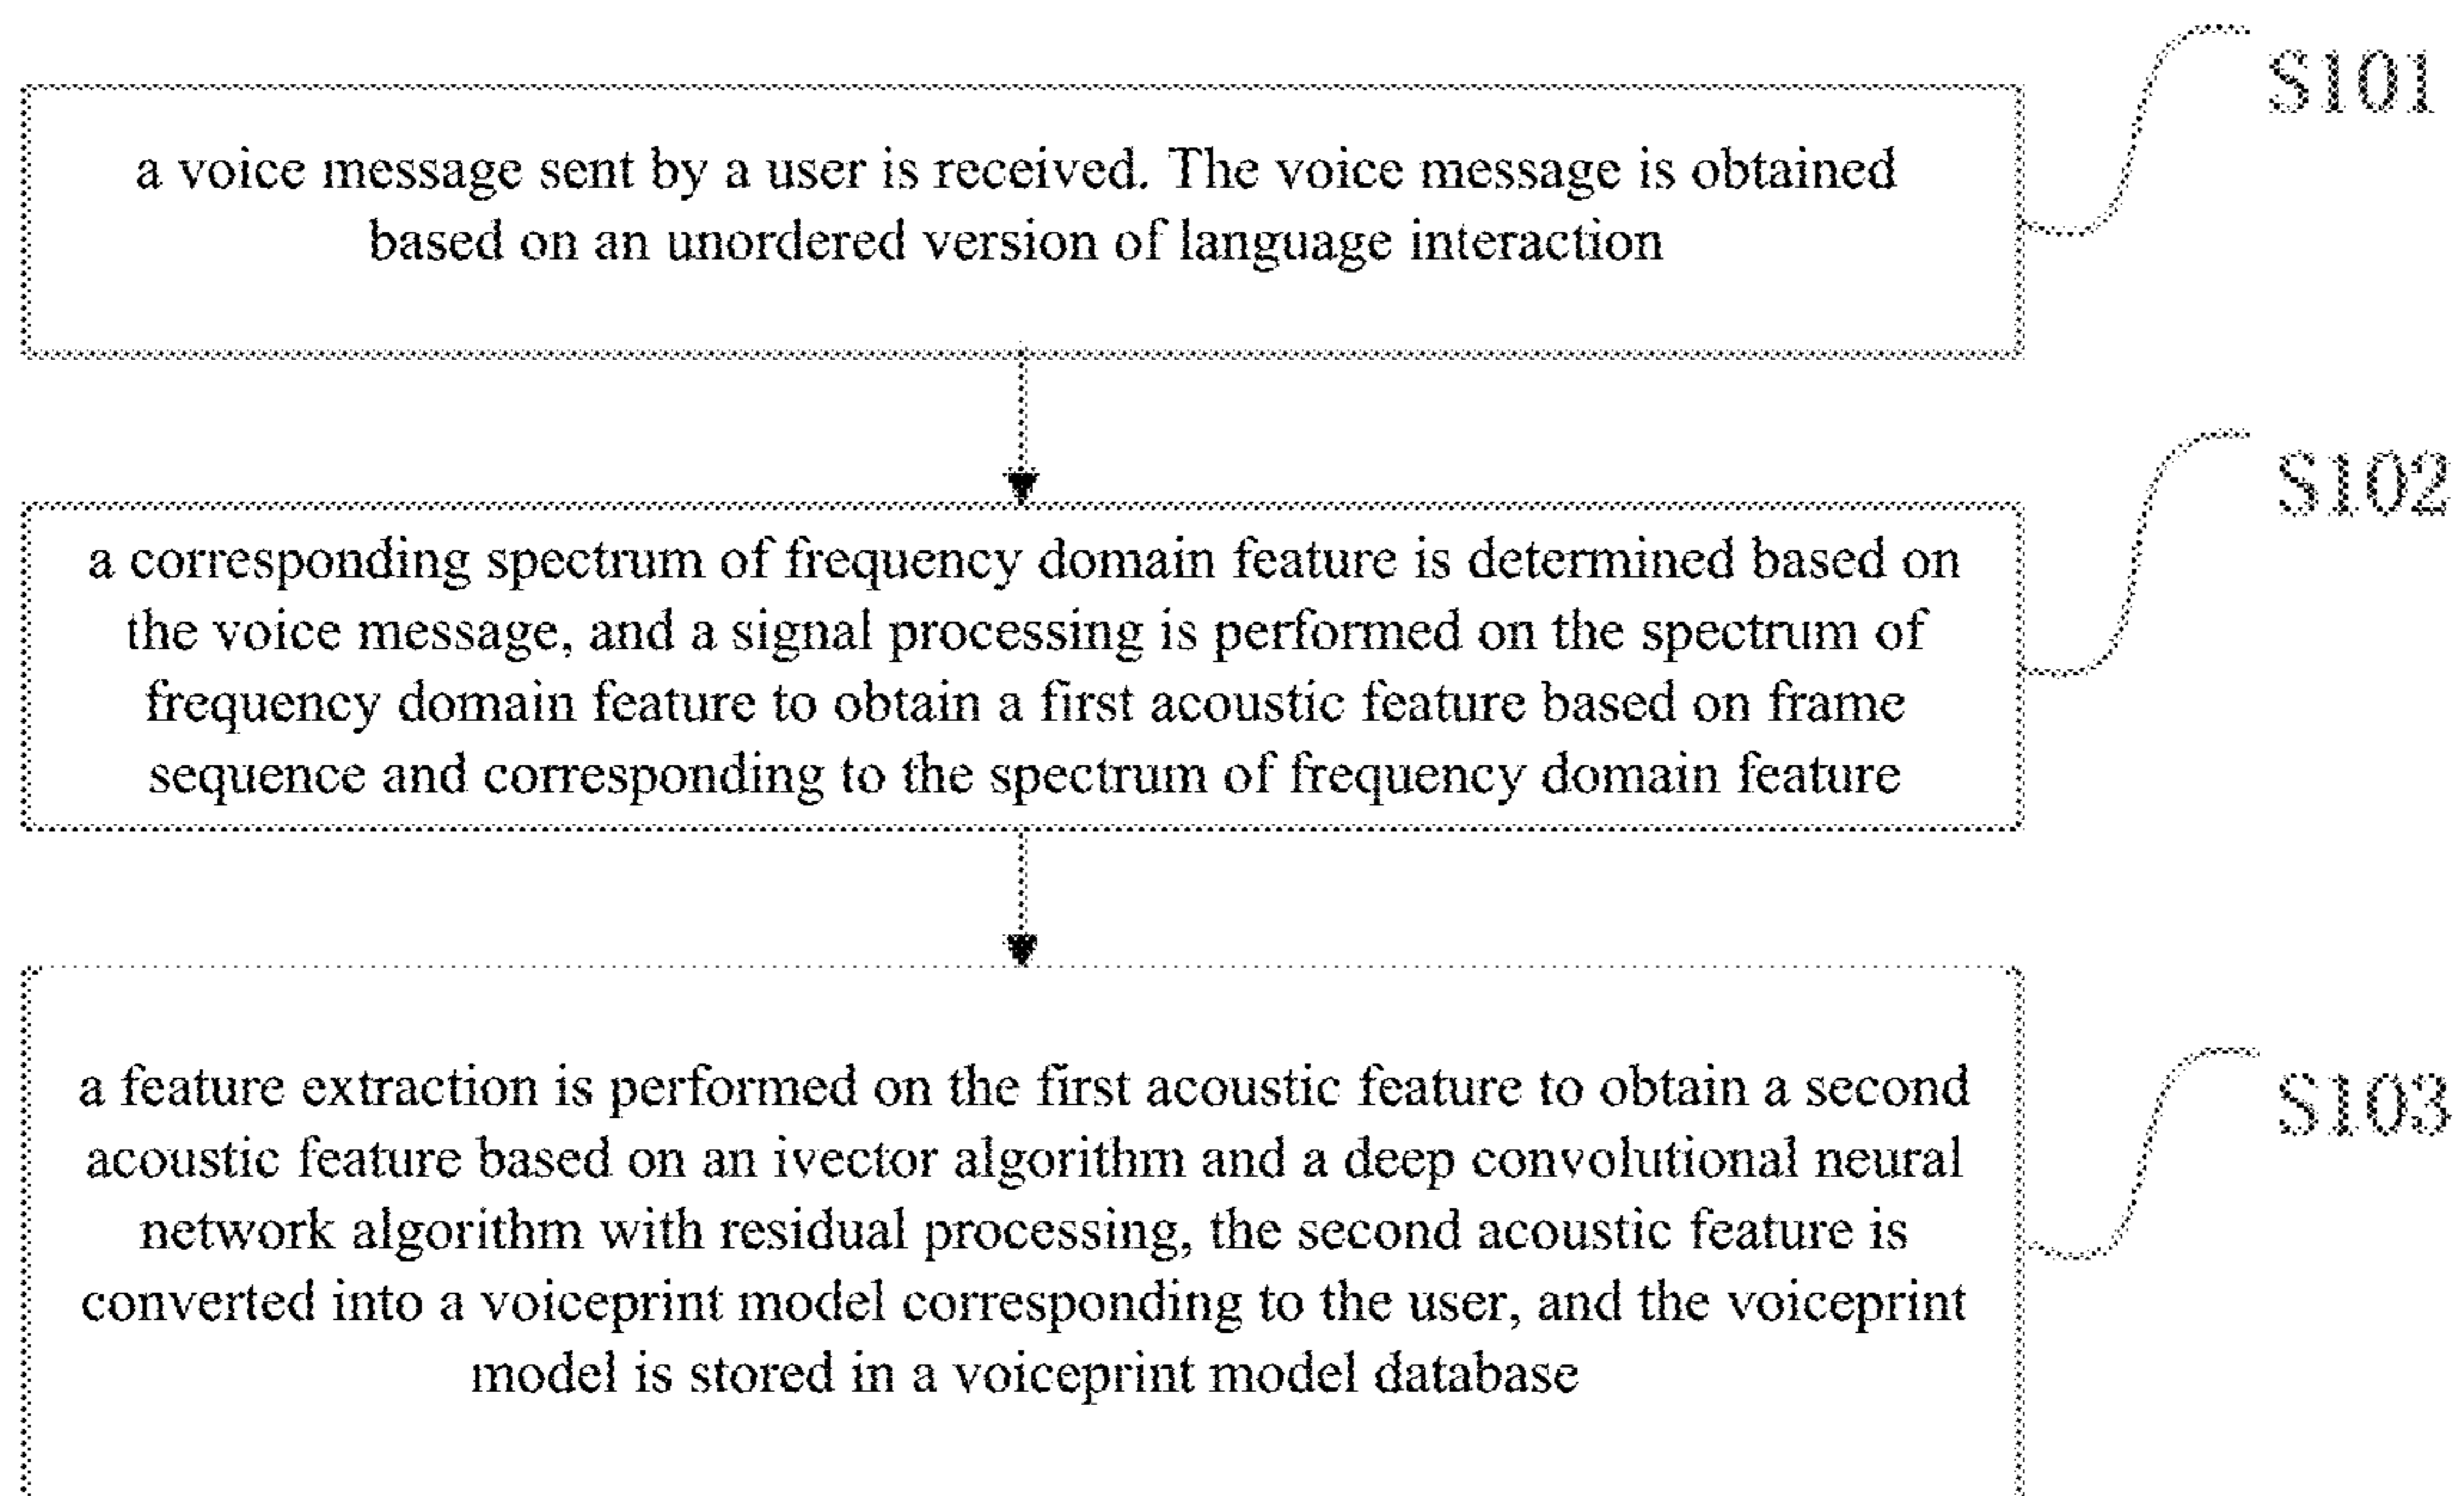 S101
a voice message sent by a user is received. The voice message is obtained
based on an unordered version of language interaction
S102
a corresponding spectrum of frequency domain feature is determined based on
the voice message, and a signal processing is performed on the spectrum of
frequency domain feature to obtain a first acoustic feature based on frame
sequence and corresponding to the spectrum of frequency domain feature
S103
a feature extraction is performed on the first acoustic feature to obtain a second
acoustic feature based on an ivector algorithm and a deep convolutional neural
network algorithm with residual processing, the second acoustic feature is
converted into a voiceprint model corresponding to the user, and the voiceprint
model is stored in a voiceprint model database